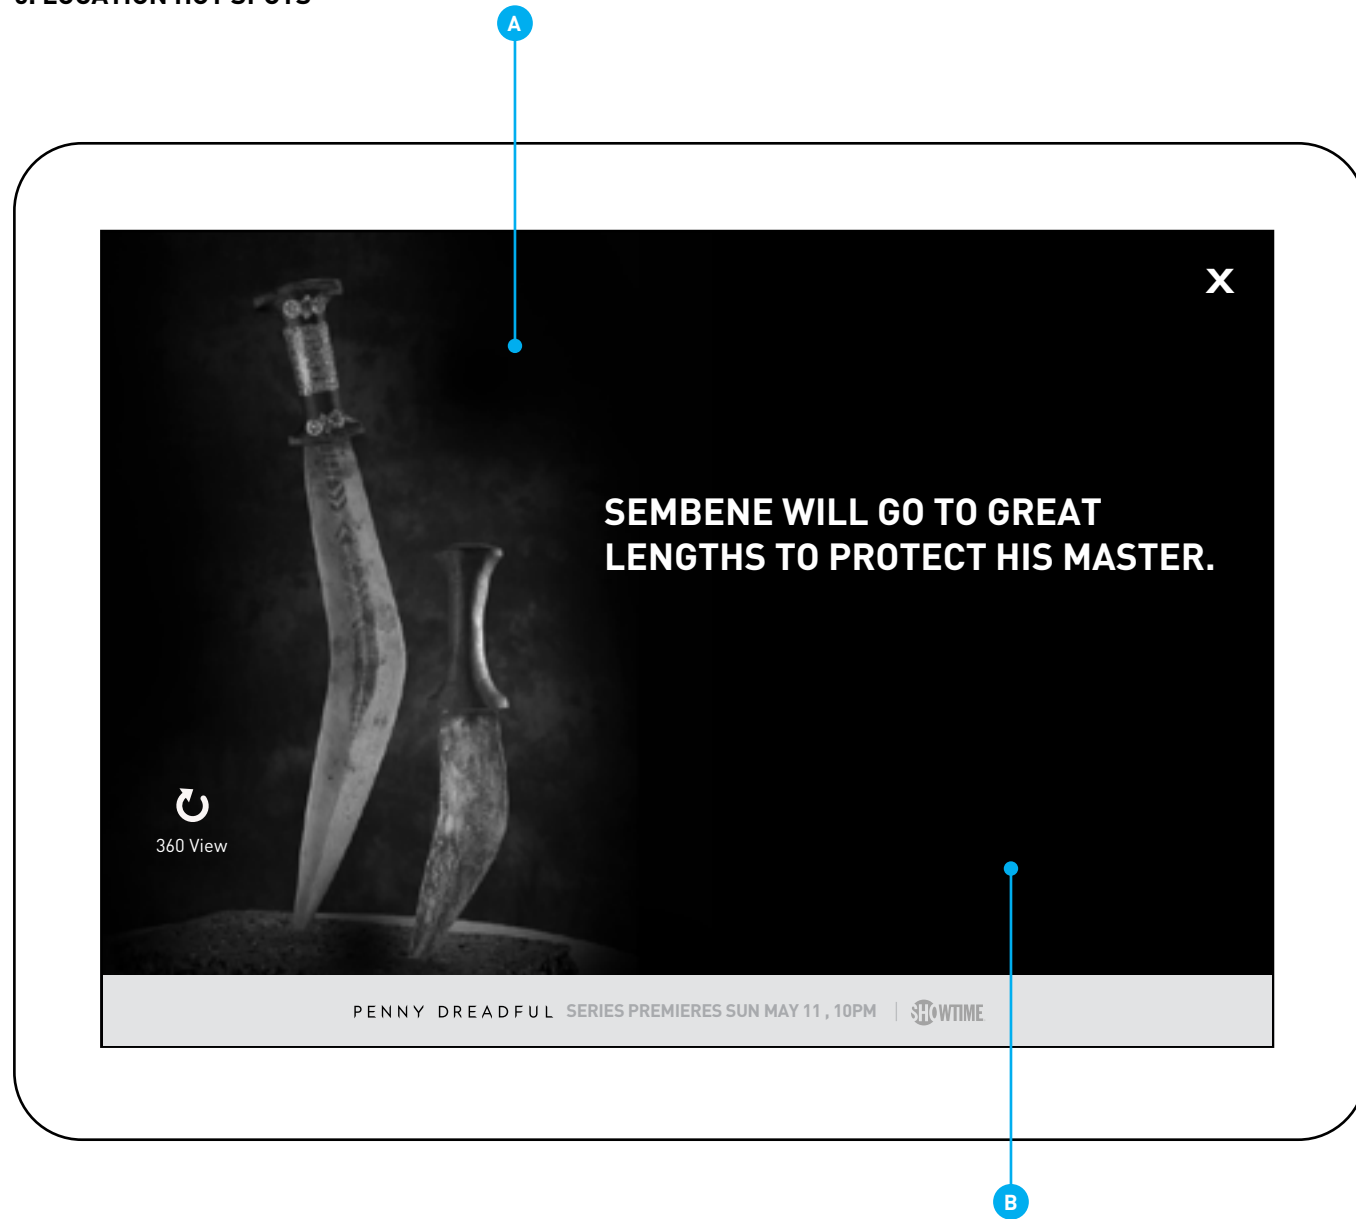 A
X
SEMBENE WILL GO TO GREAT
LENGTHS TO PROTECT HIS MASTER.
360 View
PENNY DREADFUL SERIES PREMIERES SUN MAY 11 , 10PM | SHOWTIME
B